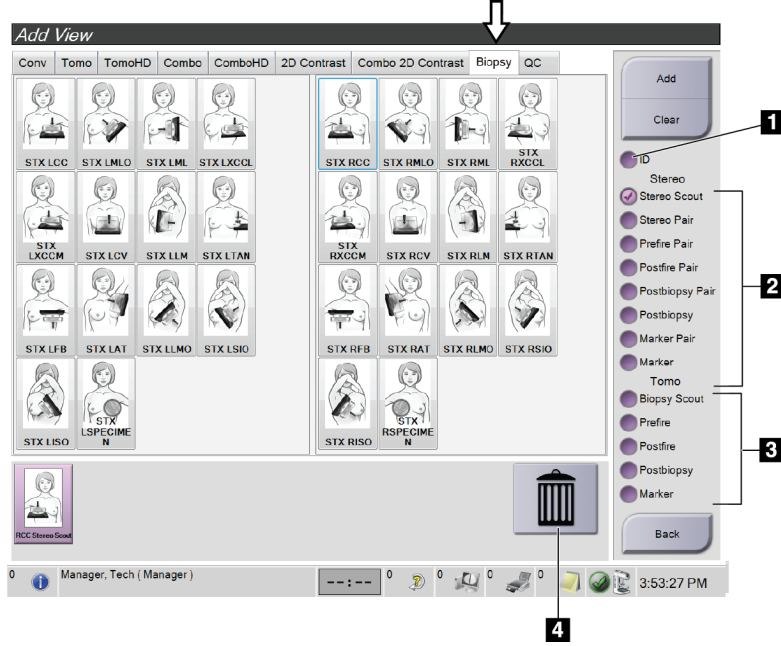 Add View
Conv Tomo TomoHD Combo ComboHD 2D Contrast Combo 2D Contrast Biopsy QC
STX LCC STX LMLO STX LML STX LXCCL
STX RCC STX RMLO STX RML STX RXCCL
STX LXCCM STX LCV STX LLM STX LTAN
STX RXCCM STX RCV STX RLM STX RTAN
STX LFB STX LAT STX LLMO STX LSIO
STX RFB STX RAT STX RLMO STX RSIO
STX LISO STX LSPECIMEN
STX RISO STX RSPECIMEN
RCC Stereo Scout
Add
Clear
ID
Stereo
Stereo Scout
Stereo Pair
Prefire Pair
Postfire Pair
Postbiopsy Pair
Postbiopsy
Marker Pair
Marker
Tomo
Biopsy Scout
Prefire
Postfire
Postbiopsy
Marker
Back
1
2
3
4
0 Manager, Tech ( Manager ) --:-- 0 0 0 0 3:53:27 PM